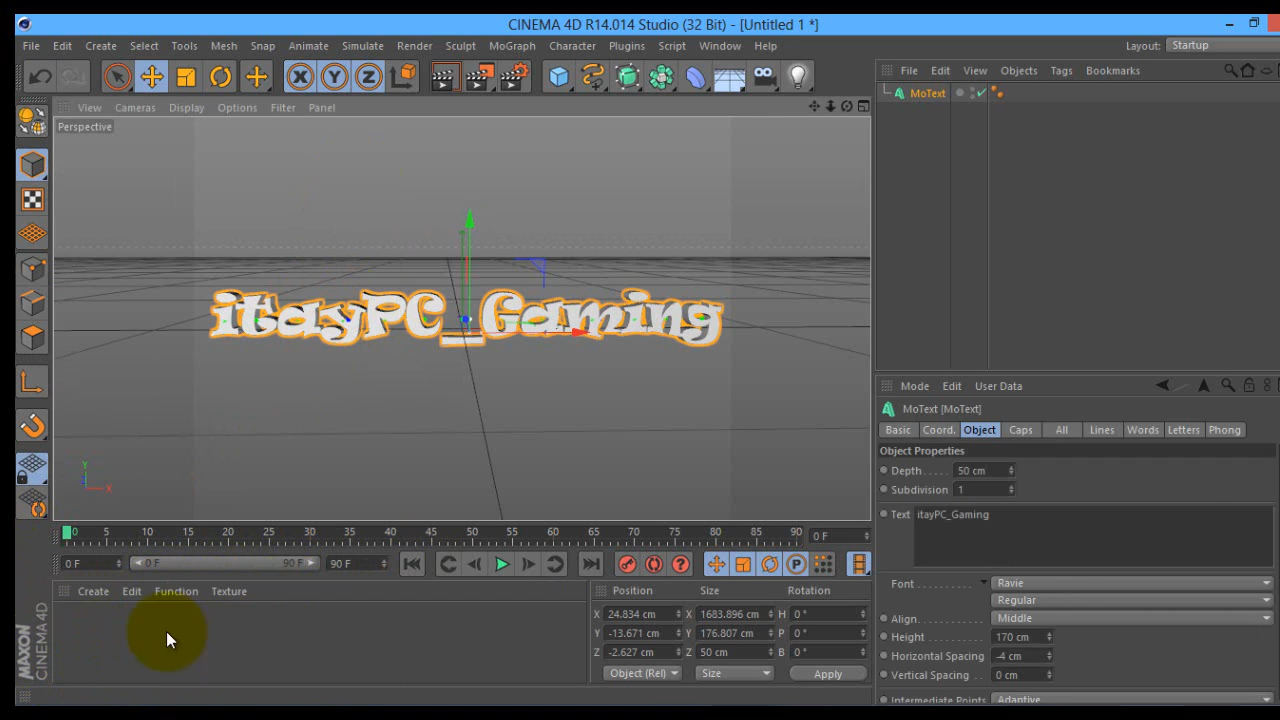 CINEMA 4D R14.014 Studio (32 Bit) - [Untitled 1 *]
File Edit Create Select Tools Mesh Snap Animate Simulate Render Sculpt MoGraph Character Plugins Script Window Help
Layout: Startup
File Edit View Objects Tags Bookmarks
MoText
View Cameras Display Options Filter Panel
Perspective
itayPC_Gaming
Y
X
Mode Edit User Data
MoText [MoText]
Basic Coord. Object Caps All Lines Words Letters Phong
Object Properties
Depth 50 cm
Subdivision 1
Text itayPC_Gaming
Font Ravie
Regular
Align Middle
Height 170 cm
Horizontal Spacing -4 cm
Vertical Spacing 0 cm
Intermediate Points Adaptive
0 5 10 15 20 25 30 35 40 45 50 55 60 65 70 75 80 85 90 0 F
0 F 0 F 90 F 90 F
Create Edit Function Texture
Position Size Rotation
X 24.834 cm X 1683.896 cm H 0 °
Y -13.671 cm Y 176.807 cm P 0 °
Z -2.627 cm Z 50 cm B 0 °
Object (Rel) Size Apply
MAXON
CINEMA 4D